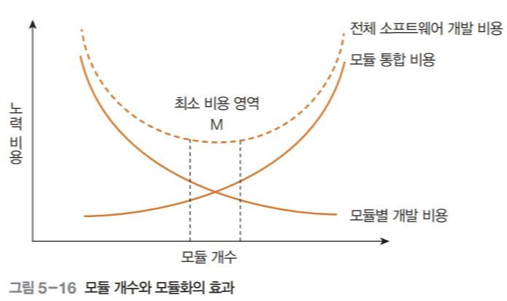 전체 소프트웨어 개발 비용
모듈 통합 비용
최소 비용 영역
M
노력 비용
모듈별 개발 비용
모듈 개수
그림 5-16 모듈 개수와 모듈화의 효과